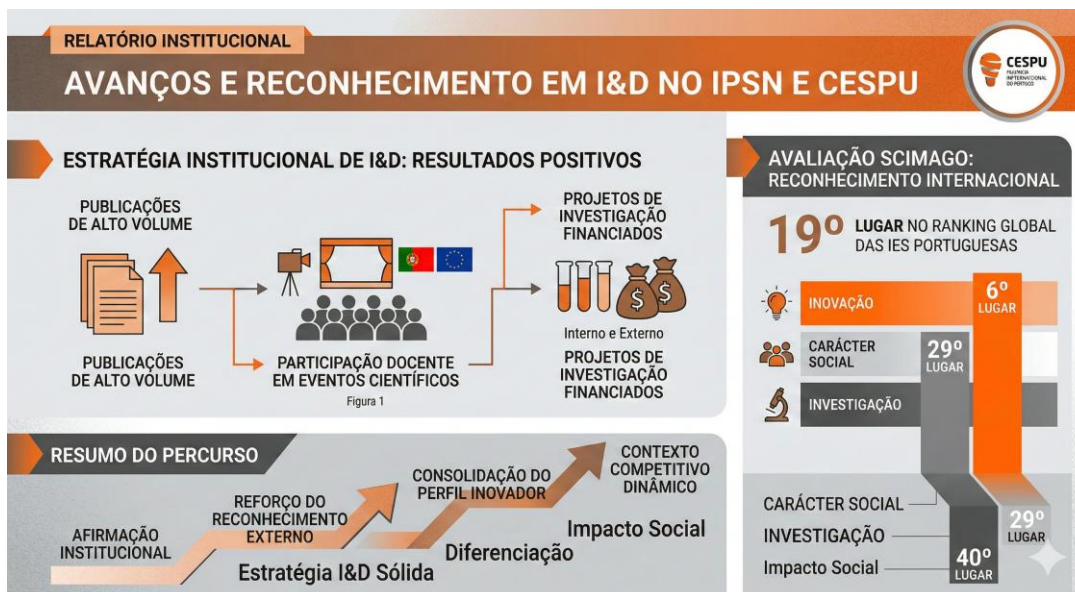 RELATÓRIO INSTITUCIONAL
AVANÇOS E RECONHECIMENTO EM I&D NO IPSN E CESPU
CESPU
ESTRATÉGIA INSTITUCIONAL DE I&D: RESULTADOS POSITIVOS
PUBLICAÇÕES
DE ALTO VOLUME
PUBLICAÇÕES
DE ALTO VOLUME
PARTICIPAÇÃO DOCENTE
EM EVENTOS CIENTÍFICOS
Figura 1
PROJETOS DE
INVESTIGAÇÃO
FINANCIADOS
$
$
Interno e Externo
PROJETOS DE
INVESTIGAÇÃO
FINANCIADOS
AVALIAÇÃO SCIMAGO:
RECONHECIMENTO INTERNACIONAL
19º LUGAR NO RANKING GLOBAL
DAS IES PORTUGUESAS
INOVAÇÃO
6º
LUGAR
CARÁCTER
SOCIAL
29º
LUGAR
INVESTIGAÇÃO
CARÁCTER SOCIAL
INVESTIGAÇÃO
Impacto Social
40º
LUGAR
29º
LUGAR
RESUMO DO PERCURSO
AFIRMAÇÃO
INSTITUCIONAL
REFORÇO DO
RECONHECIMENTO
EXTERNO
Estratégia I&D Sólida
CONSOLIDAÇÃO DO
PERFIL INOVADOR
Diferenciação
CONTEXTO
COMPETITIVO
DINÂMICO
Impacto Social